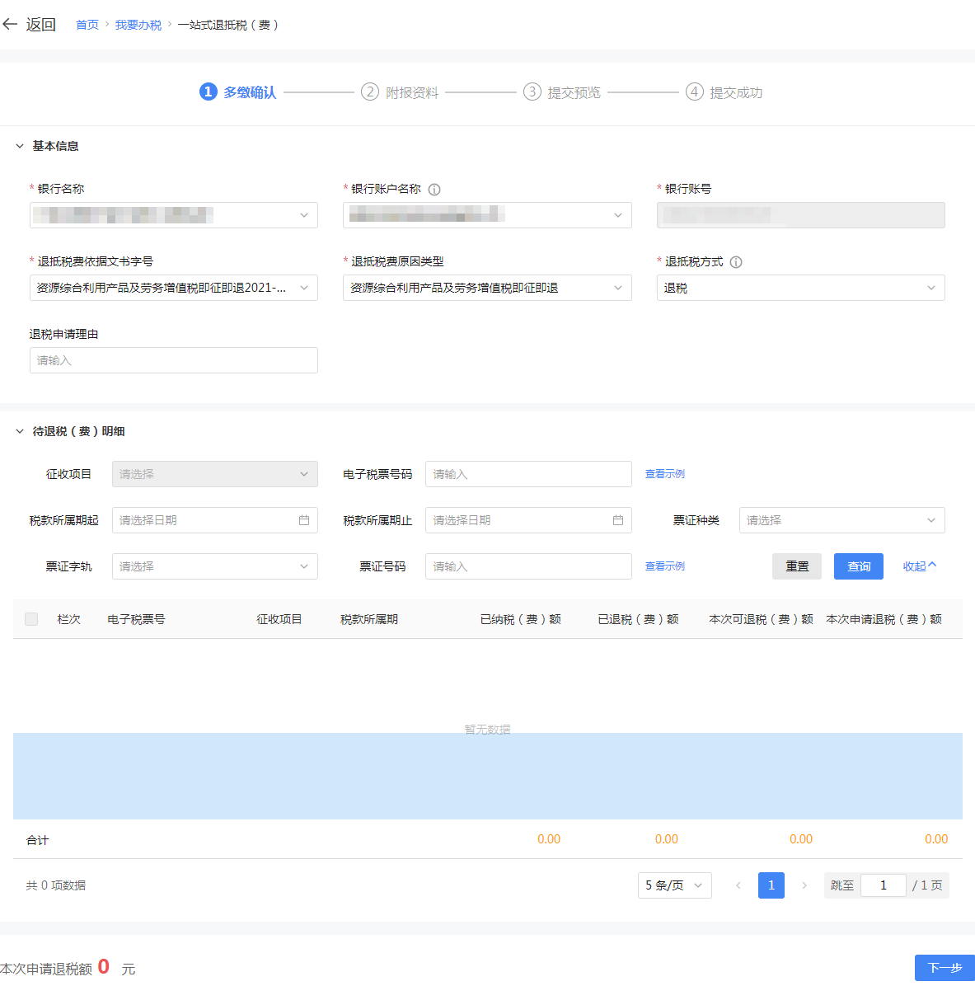 返回 首页 > 我要办税 > 一站式退抵税（费）
1 多缴确认 2 附报资料 3 提交预览 4 提交成功
基本信息
* 银行名称 * 银行账户名称 * 银行账号
* 退抵税费依据文书字号 * 退抵税费原因类型 * 退抵税方式
资源综合利用产品及劳务增值税即征即退2021-... 资源综合利用产品及劳务增值税即征即退 退税
退税申请理由
请输入
待退税（费）明细
征收项目 请选择 电子税票号码 请输入 查看示例
税款所属期起 请选择日期 税款所属期止 请选择日期 票证种类 请选择
票证字轨 请选择 票证号码 请输入 查看示例 重置 查询 收起
栏次 电子税票号 征收项目 税款所属期 已纳税（费）额 已退税（费）额 本次可退税（费）额 本次申请退税（费）额
暂无数据
合计 0.00 0.00 0.00 0.00
共 0 项数据 5 条/页 < 1 > 跳至 1 / 1 页
本次申请退税额 0 元 下一步